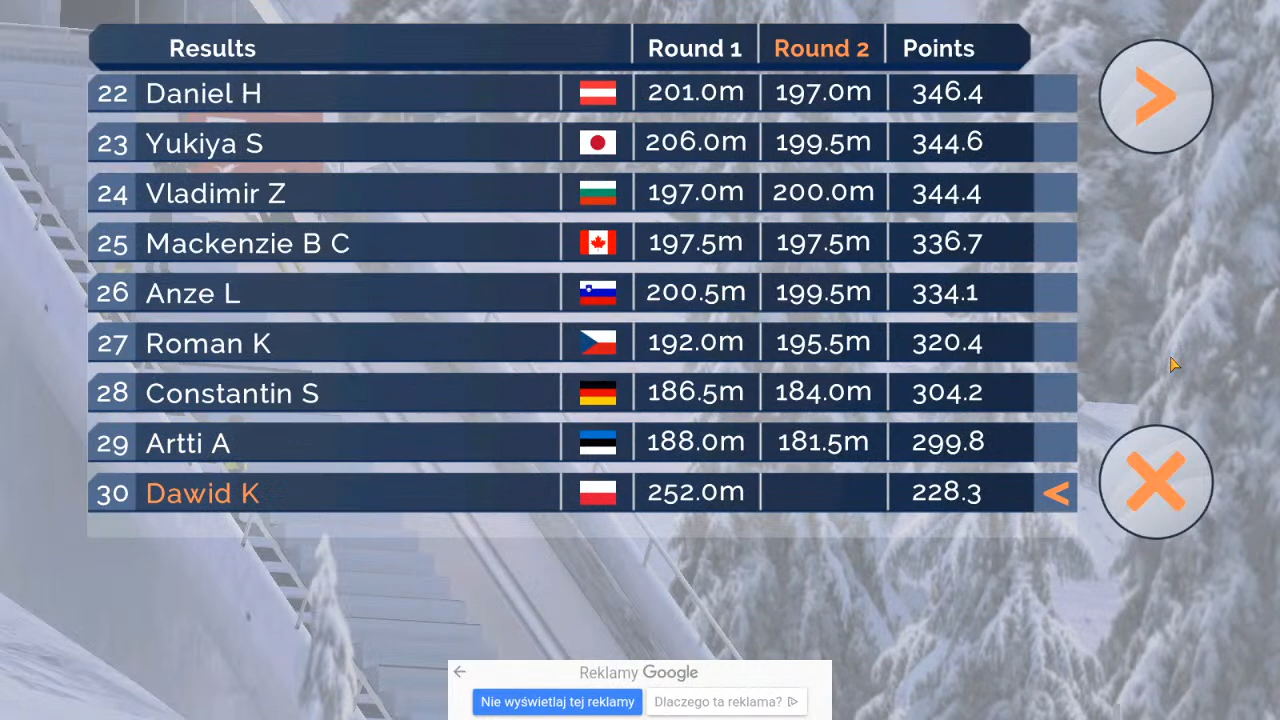 Results Round 1 Round 2 Points
22 Daniel H 201.0m 197.0m 346.4
23 Yukiya S 206.0m 199.5m 344.6
24 Vladimir Z 197.0m 200.0m 344.4
25 Mackenzie B C 197.5m 197.5m 336.7
26 Anze L 200.5m 199.5m 334.1
27 Roman K 192.0m 195.5m 320.4
28 Constantin S 186.5m 184.0m 304.2
29 Artti A 188.0m 181.5m 299.8
30 Dawid K 252.0m 228.3
Reklamy Google
Nie wyświetlaj tej reklamy Dlaczego ta reklama?